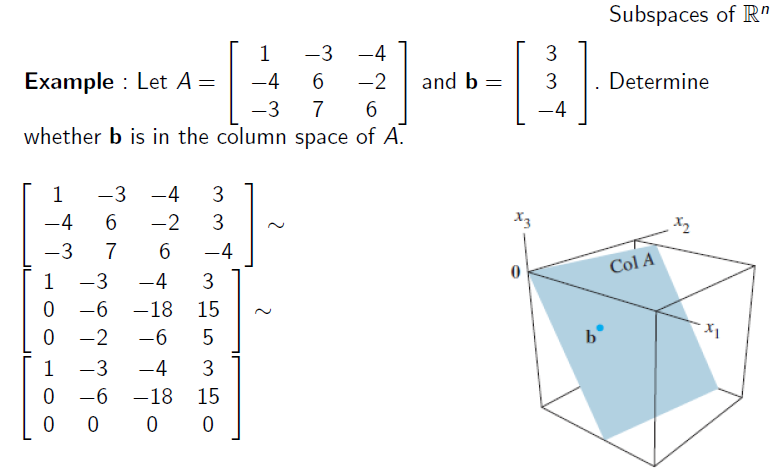 Subspaces of ℝⁿ
1 −3 −4 3
Example : Let A = −4 6 −2 and b = 3 . Determine
−3 7 6 −4
whether b is in the column space of A.
1 −3 −4 3
−4 6 −2 3 ∼
−3 7 6 −4
1 −3 −4 3
0 −6 −18 15 ∼
0 −2 −6 5
1 −3 −4 3
0 −6 −18 15
0 0 0 0
x₃
x₂
0
Col A
b
x₁